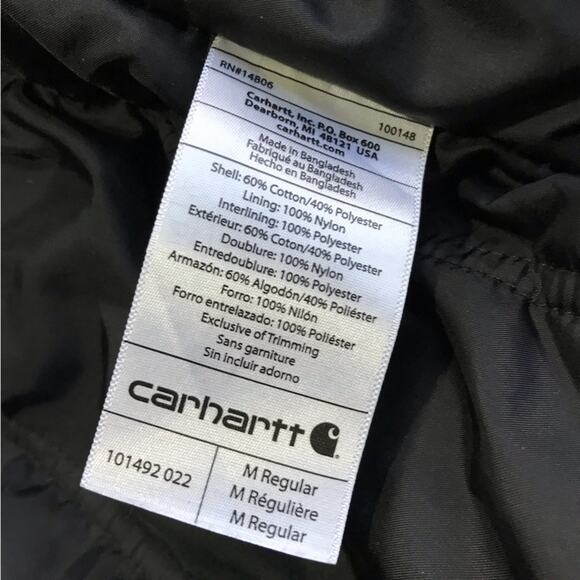 RN#14806
100148
Carhartt, Inc. P.O. Box 600
Dearborn, MI 48121 USA
carhartt.com
Made in Bangladesh
Fabriqué au Bangladesh
Hecho en Bangladesh
Shell: 60% Cotton/40% Polyester
Lining: 100% Nylon
Interlining: 100% Polyester
Extérieur: 60% Coton/40% Polyester
Doublure: 100% Nylon
Entredoublure: 100% Polyester
Armazón: 60% Algodón/40% Poliéster
Forro: 100% Nilón
Forro entrelazado: 100% Poliéster
Exclusive of Trimming
Sans garniture
Sin incluir adorno
carhartt
101492 022
M Regular
M Régulière
M Regular